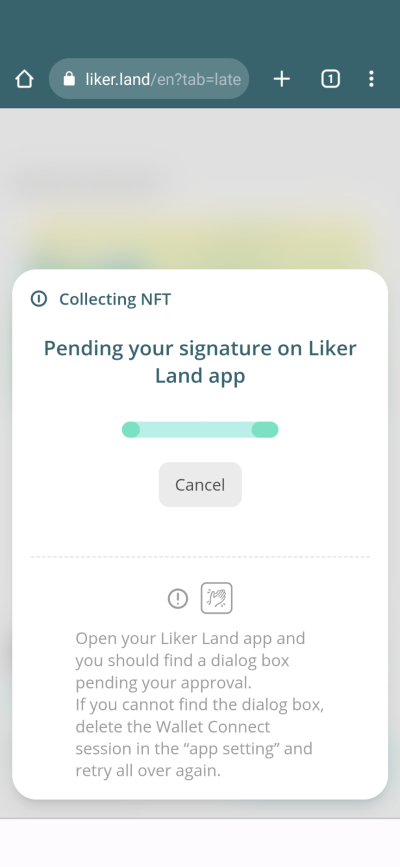 liker.land/en?tab=late
1
Collecting NFT
Pending your signature on Liker
Land app
Cancel
Open your Liker Land app and
you should find a dialog box
pending your approval.
If you cannot find the dialog box,
delete the Wallet Connect
session in the “app setting” and
retry all over again.